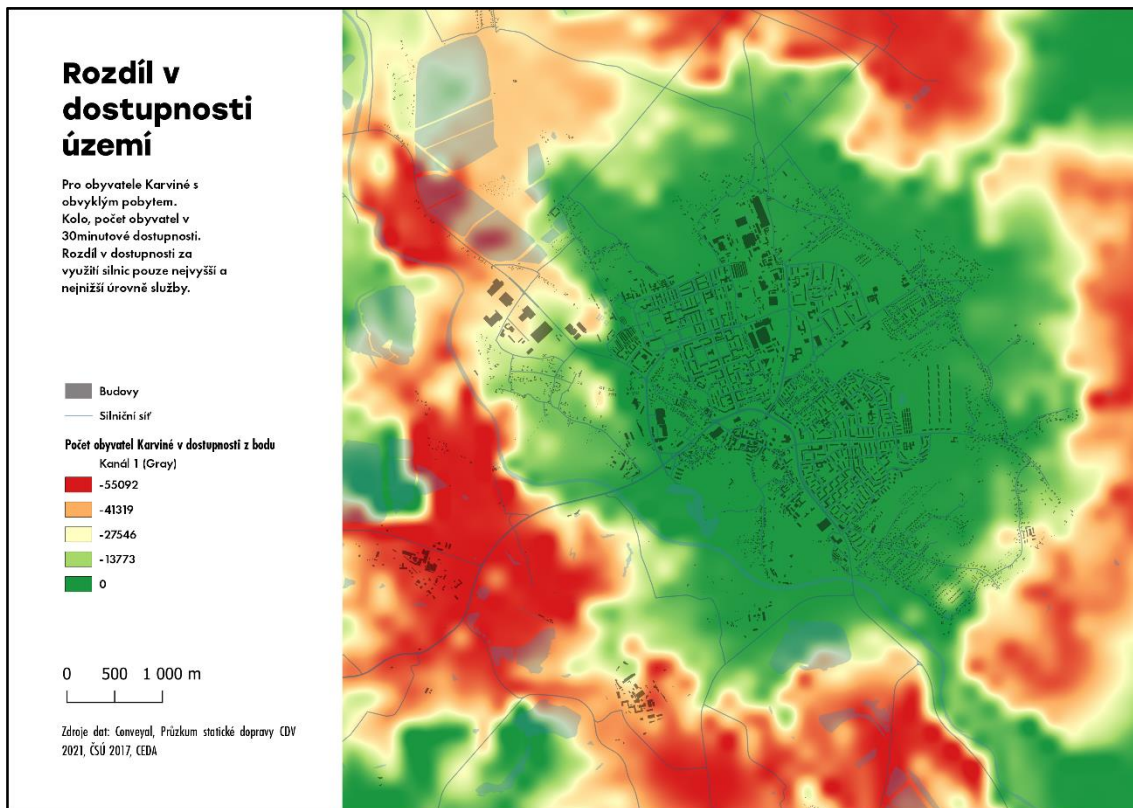 Rozdíl v
dostupnosti
území
Pro obyvatele Karviné s
obvyklým pobytem.
Kolo, počet obyvatel v
30minutové dostupnosti.
Rozdíl v dostupnosti za
využití silnic pouze nejvyšší a
nejnižší úrovně služby.
Budovy
Silniční síť
Počet obyvatel Karviné v dostupnosti z bodu
Kanál 1 (Gray)
-55092
-41319
-27546
-13773
0
0 500 1 000 m
Zdroje dat: Conveyal, Průzkum statické dopravy CDV
2021, ČSÚ 2017, CEDA